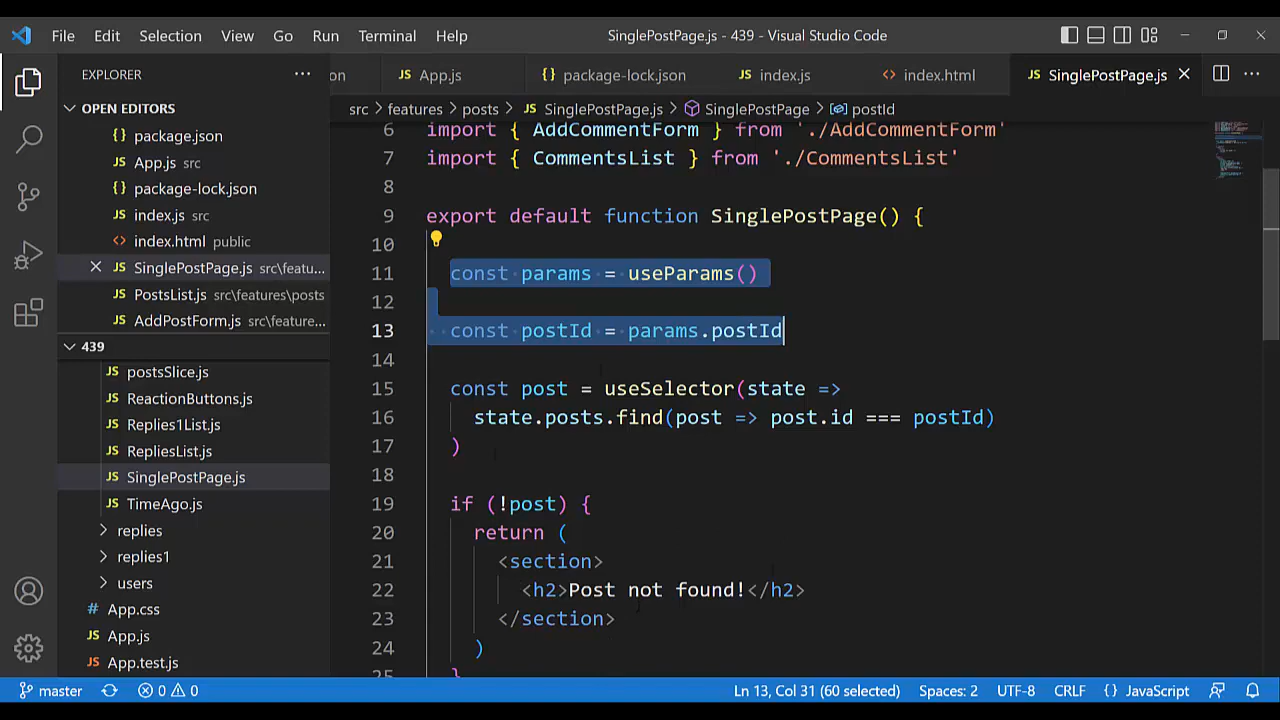 File Edit Selection View Go Run Terminal Help SinglePostPage.js - 439 - Visual Studio Code
EXPLORER
OPEN EDITORS
package.json
App.js src
package-lock.json
index.js src
index.html public
SinglePostPage.js src\featu...
PostsList.js src\features\posts
AddPostForm.js src\feature...
439
postsSlice.js
ReactionButtons.js
Replies1List.js
RepliesList.js
SinglePostPage.js
TimeAgo.js
replies
replies1
users
App.css
App.js
App.test.js
on JS App.js {} package-lock.json JS index.js <> index.html JS SinglePostPage.js
src > features > posts > JS SinglePostPage.js > SinglePostPage > postId
6 import { AddCommentForm } from './AddCommentForm'
7 import { CommentsList } from './CommentsList'
8
9 export default function SinglePostPage() {
10
11 const params = useParams()
12
13 const postId = params.postId
14
15 const post = useSelector(state =>
16 state.posts.find(post => post.id === postId)
17 )
18
19 if (!post) {
20 return (
21 <section>
22 <h2>Post not found!</h2>
23 </section>
24 )
25 }
master 0 0 Ln 13, Col 31 (60 selected) Spaces: 2 UTF-8 CRLF {} JavaScript